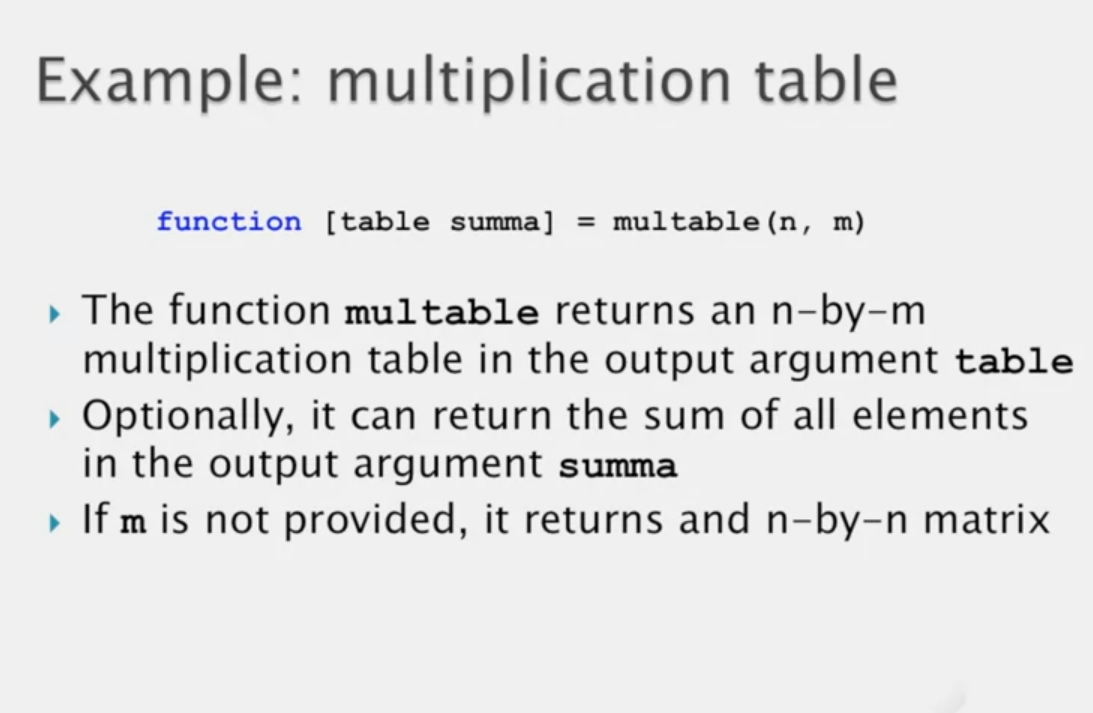 Example: multiplication table
function [table summa] = multable(n, m)
The function multable returns an n-by-m
multiplication table in the output argument table
Optionally, it can return the sum of all elements
in the output argument summa
If m is not provided, it returns and n-by-n matrix